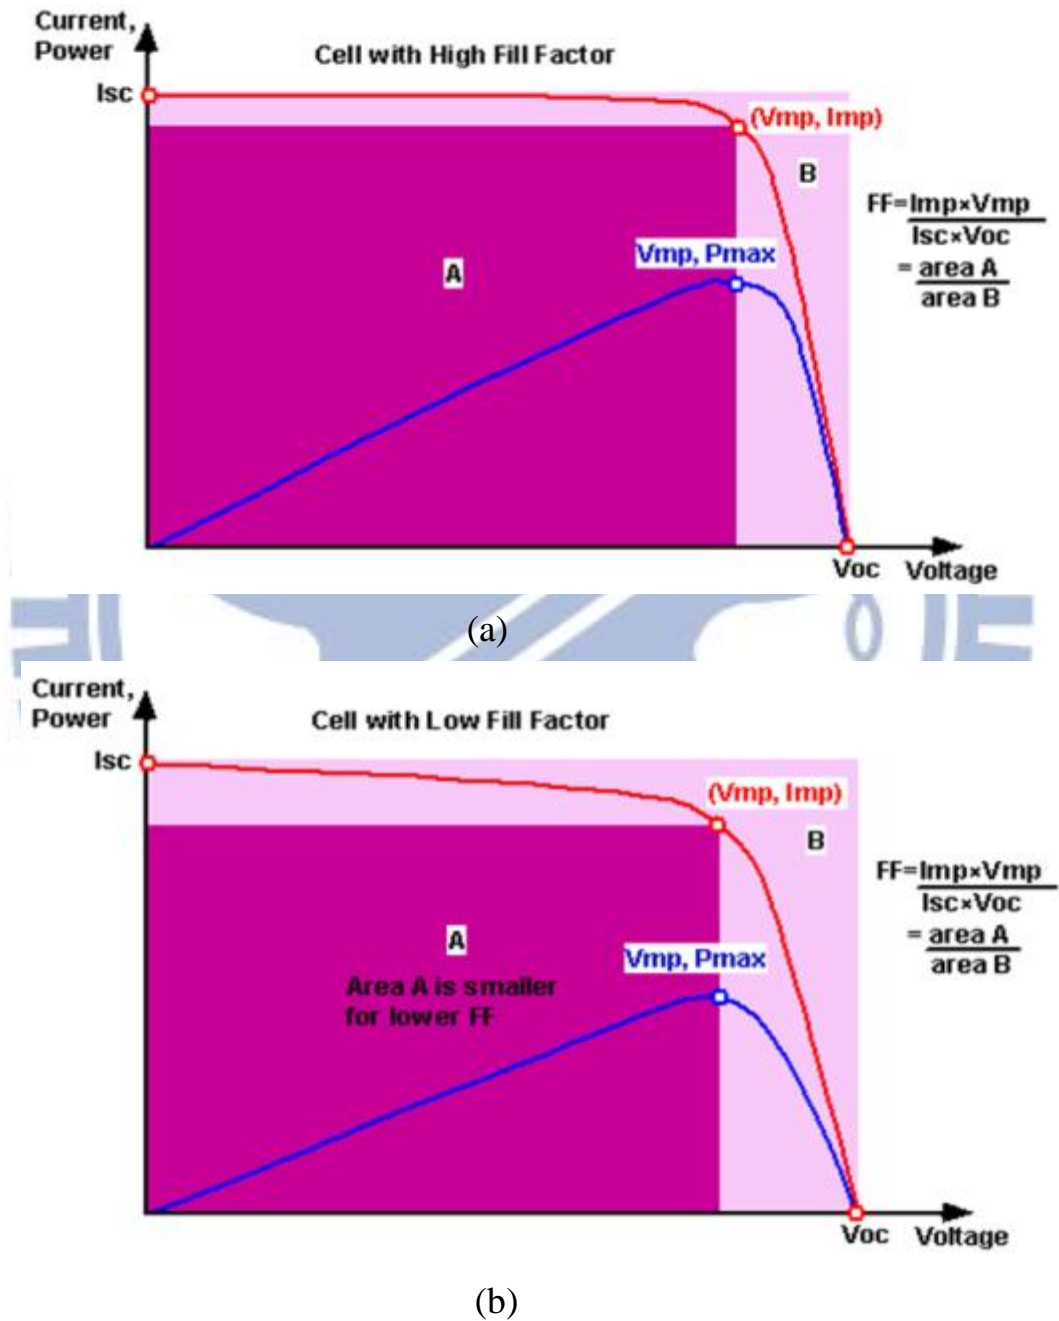 Current,
Power
Cell with High Fill Factor
Isc
(Vmp, Imp)
B
FF=Imp×Vmp
Isc×Voc
= area A
area B
Vmp, Pmax
A
Voc
Voltage
(a)
Current,
Power
Cell with Low Fill Factor
Isc
(Vmp, Imp)
B
FF=Imp×Vmp
Isc×Voc
= area A
area B
A
Vmp, Pmax
Area A is smaller
for lower FF
Voc
Voltage
(b)